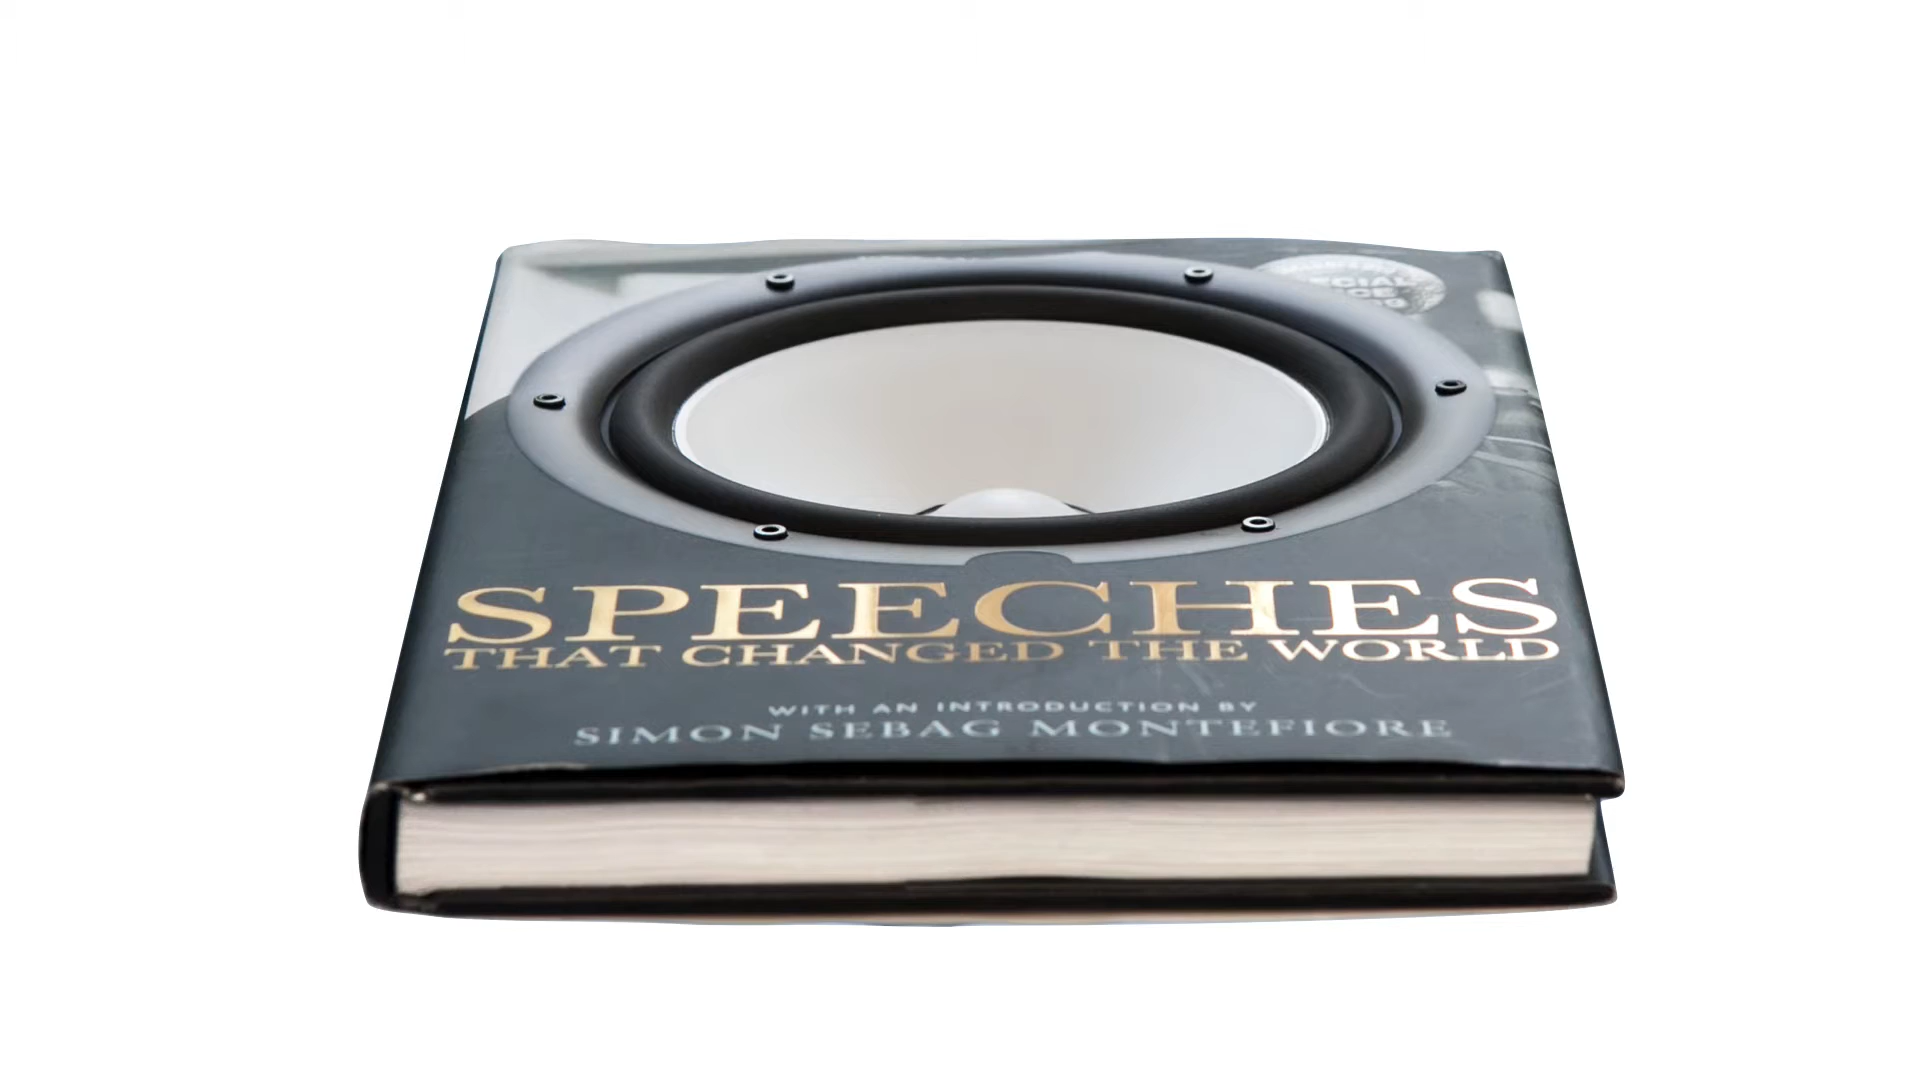 SPEECHES
THAT CHANGED THE WORLD
WITH AN INTRODUCTION BY
SIMON SEBAG MONTEFIORE